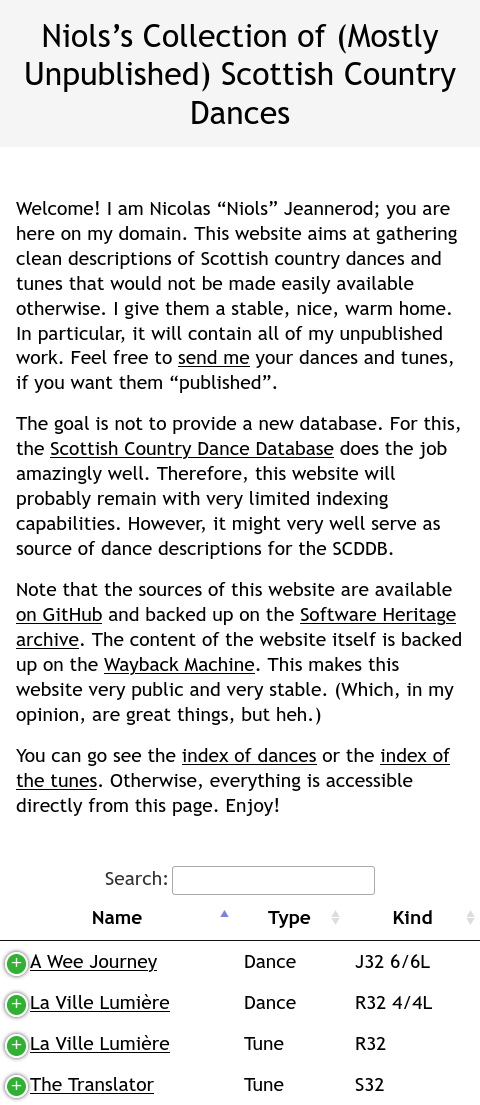 Niols’s Collection of (Mostly
Unpublished) Scottish Country
Dances
Welcome! I am Nicolas “Niols” Jeannerod; you are
here on my domain. This website aims at gathering
clean descriptions of Scottish country dances and
tunes that would not be made easily available
otherwise. I give them a stable, nice, warm home.
In particular, it will contain all of my unpublished
work. Feel free to send me your dances and tunes,
if you want them “published”.
The goal is not to provide a new database. For this,
the Scottish Country Dance Database does the job
amazingly well. Therefore, this website will
probably remain with very limited indexing
capabilities. However, it might very well serve as
source of dance descriptions for the SCDDB.
Note that the sources of this website are available
on GitHub and backed up on the Software Heritage
archive. The content of the website itself is backed
up on the Wayback Machine. This makes this
website very public and very stable. (Which, in my
opinion, are great things, but heh.)
You can go see the index of dances or the index of
the tunes. Otherwise, everything is accessible
directly from this page. Enjoy!
Search:
Name Type Kind
A Wee Journey Dance J32 6/6L
La Ville Lumière Dance R32 4/4L
La Ville Lumière Tune R32
The Translator Tune S32